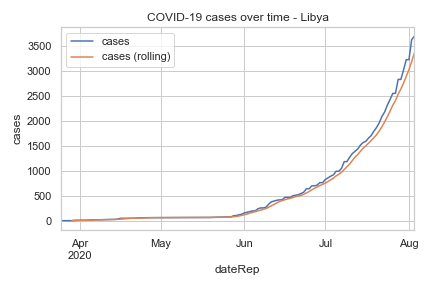 COVID-19 cases over time - Libya
cases
cases (rolling)
3500
3000
2500
2000
1500
1000
500
0
cases
Apr
2020
May
Jun
Jul
Aug
dateRep